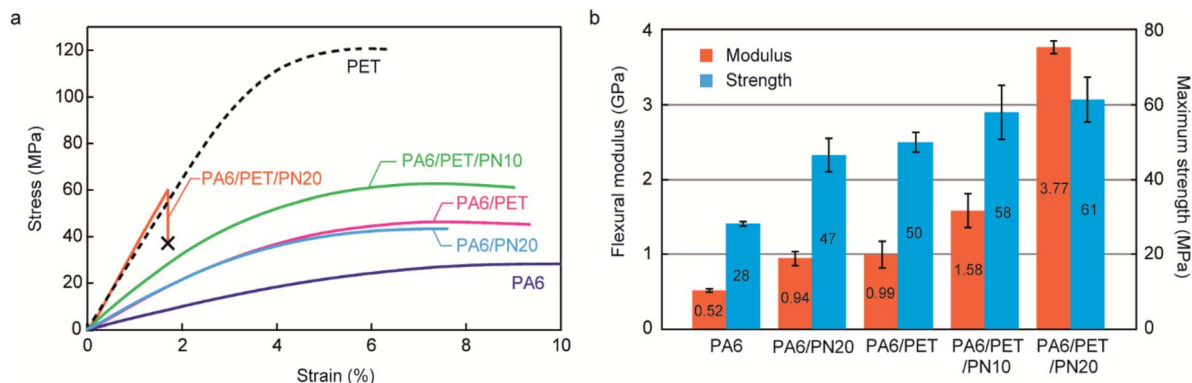 a
Stress (MPa)
120
100
80
60
40
20
0
0
2
4
6
8
10
Strain (%)
PET
PA6/PET/PN20
PA6/PET/PN10
PA6/PET
PA6/PN20
PA6
b
Flexural modulus (GPa)
4
3
2
1
0
Modulus
Strength
80
60
40
20
0
Maximum strength (MPa)
0.52
28
0.94
47
0.99
50
1.58
58
3.77
61
PA6
PA6/PN20
PA6/PET
PA6/PET
/PN10
PA6/PET
/PN20